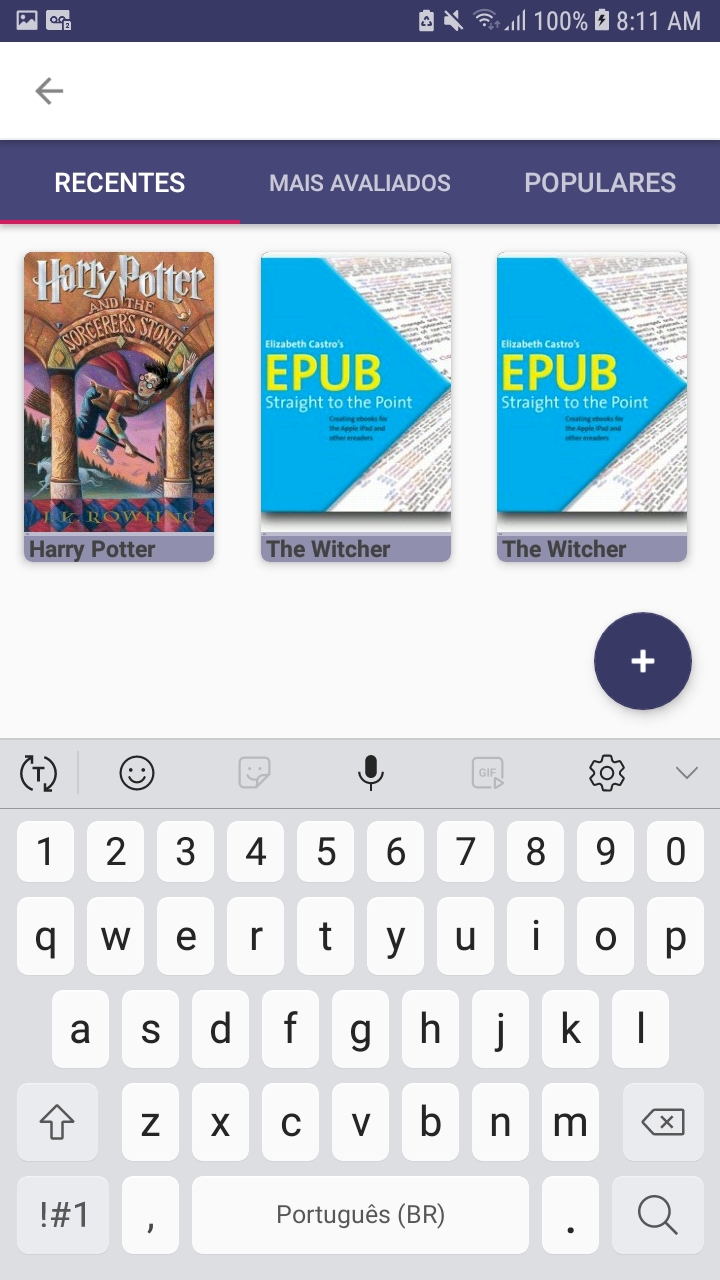 100% 8:11 AM
RECENTES MAIS AVALIADOS POPULARES
Harry Potter
AND THE
SORCERER'S STONE
J. K. ROWLING
Harry Potter
Elizabeth Castro's
EPUB
Straight to the Point
Creating ebooks for
the Apple iPad and
other ereaders
The Witcher
Elizabeth Castro's
EPUB
Straight to the Point
Creating ebooks for
the Apple iPad and
other ereaders
The Witcher
+
T GIF
1 2 3 4 5 6 7 8 9 0
q w e r t y u i o p
a s d f g h j k l
z x c v b n m
!#1 , Português (BR) .